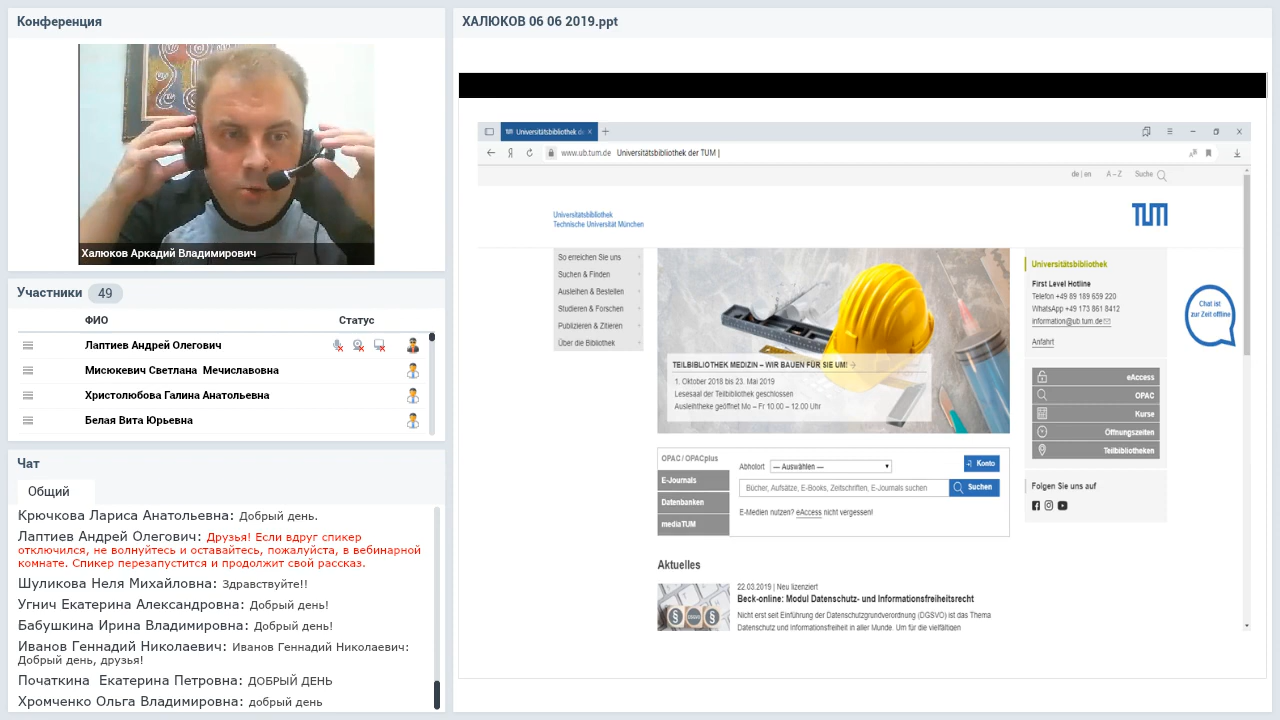 Конференция
Халюков Аркадий Владимирович
Участники 49
ФИО Статус
Лаптиев Андрей Олегович
Мисюкевич Светлана Мечиславовна
Христолюбова Галина Анатольевна
Белая Вита Юрьевна
Чат
Общий
Крючкова Лариса Анатольевна: Добрый день.
Лаптиев Андрей Олегович: Друзья! Если вдруг спикер
отключился, не волнуйтесь и оставайтесь, пожалуйста, в вебинарной
комнате. Спикер перезапустится и продолжит свой рассказ.
Шуликова Неля Михайловна: Здравствуйте!!
Угнич Екатерина Александровна: Добрый день!
Бабушкина Ирина Владимировна: Добрый день!
Иванов Геннадий Николаевич: Иванов Геннадий Николаевич:
Добрый день, друзья!
Початкина Екатерина Петровна: ДОБРЫЙ ДЕНЬ
Хромченко Ольга Владимировна: добрый день
ХАЛЮКОВ 06 06 2019.ppt
Universitätsbibliothek de
www.ub.tum.de Universitätsbibliothek der TUM |
de | en A – Z Suche
Universitätsbibliothek
Technische Universität München
TUM
So erreichen Sie uns
Suchen & Finden
Ausleihen & Bestellen
Studieren & Forschen
Publizieren & Zitieren
Über die Bibliothek
TEILBIBLIOTHEK MEDIZIN – WIR BAUEN FÜR SIE UM!
1. Oktober 2018 bis 23. Mai 2019
Lesesaal der Teilbibliothek geschlossen
Ausleihtheke geöffnet Mo – Fr 10.00 – 12.00 Uhr
Universitätsbibliothek
First Level Hotline
Telefon +49 89 189 659 220
WhatsApp +49 173 861 8412
information@ub.tum.de
Anfahrt
Chat ist
zur Zeit offline
eAccess
OPAC
Kurse
Öffnungszeiten
Teilbibliotheken
Folgen Sie uns auf
OPAC / OPACplus
E-Journals
Datenbanken
mediaTUM
Abholort — Auswählen — Konto
Bücher, Aufsätze, E-Books, Zeitschriften, E-Journals suchen Suchen
E-Medien nutzen? eAccess nicht vergessen!
Aktuelles
§ DSGVO §
22.03.2019 | Neu lizenziert
Beck-online: Modul Datenschutz- und Informationsfreiheitsrecht
Nicht erst seit Einführung der Datenschutzgrundverordnung (DGSVO) ist das Thema
Datenschutz und Informationsfreiheit in aller Munde. Um für die vielfältigen